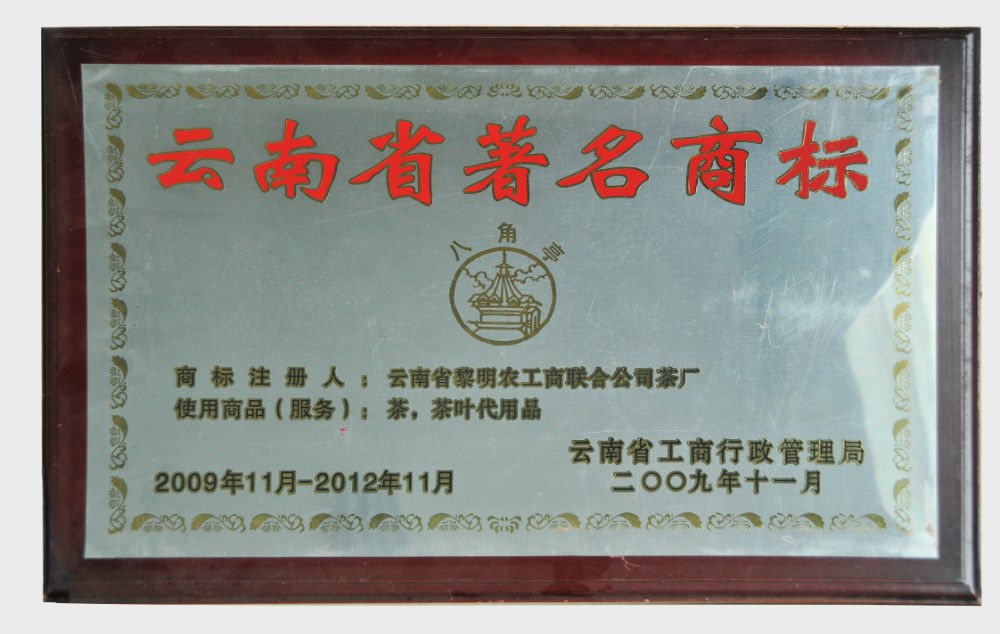 云南省著名商标
八角亭
商标注册人：云南省黎明农工商联合公司茶厂
使用商品（服务）：茶，茶叶代用品
云南省工商行政管理局
2009年11月-2012年11月
二〇〇九年十一月